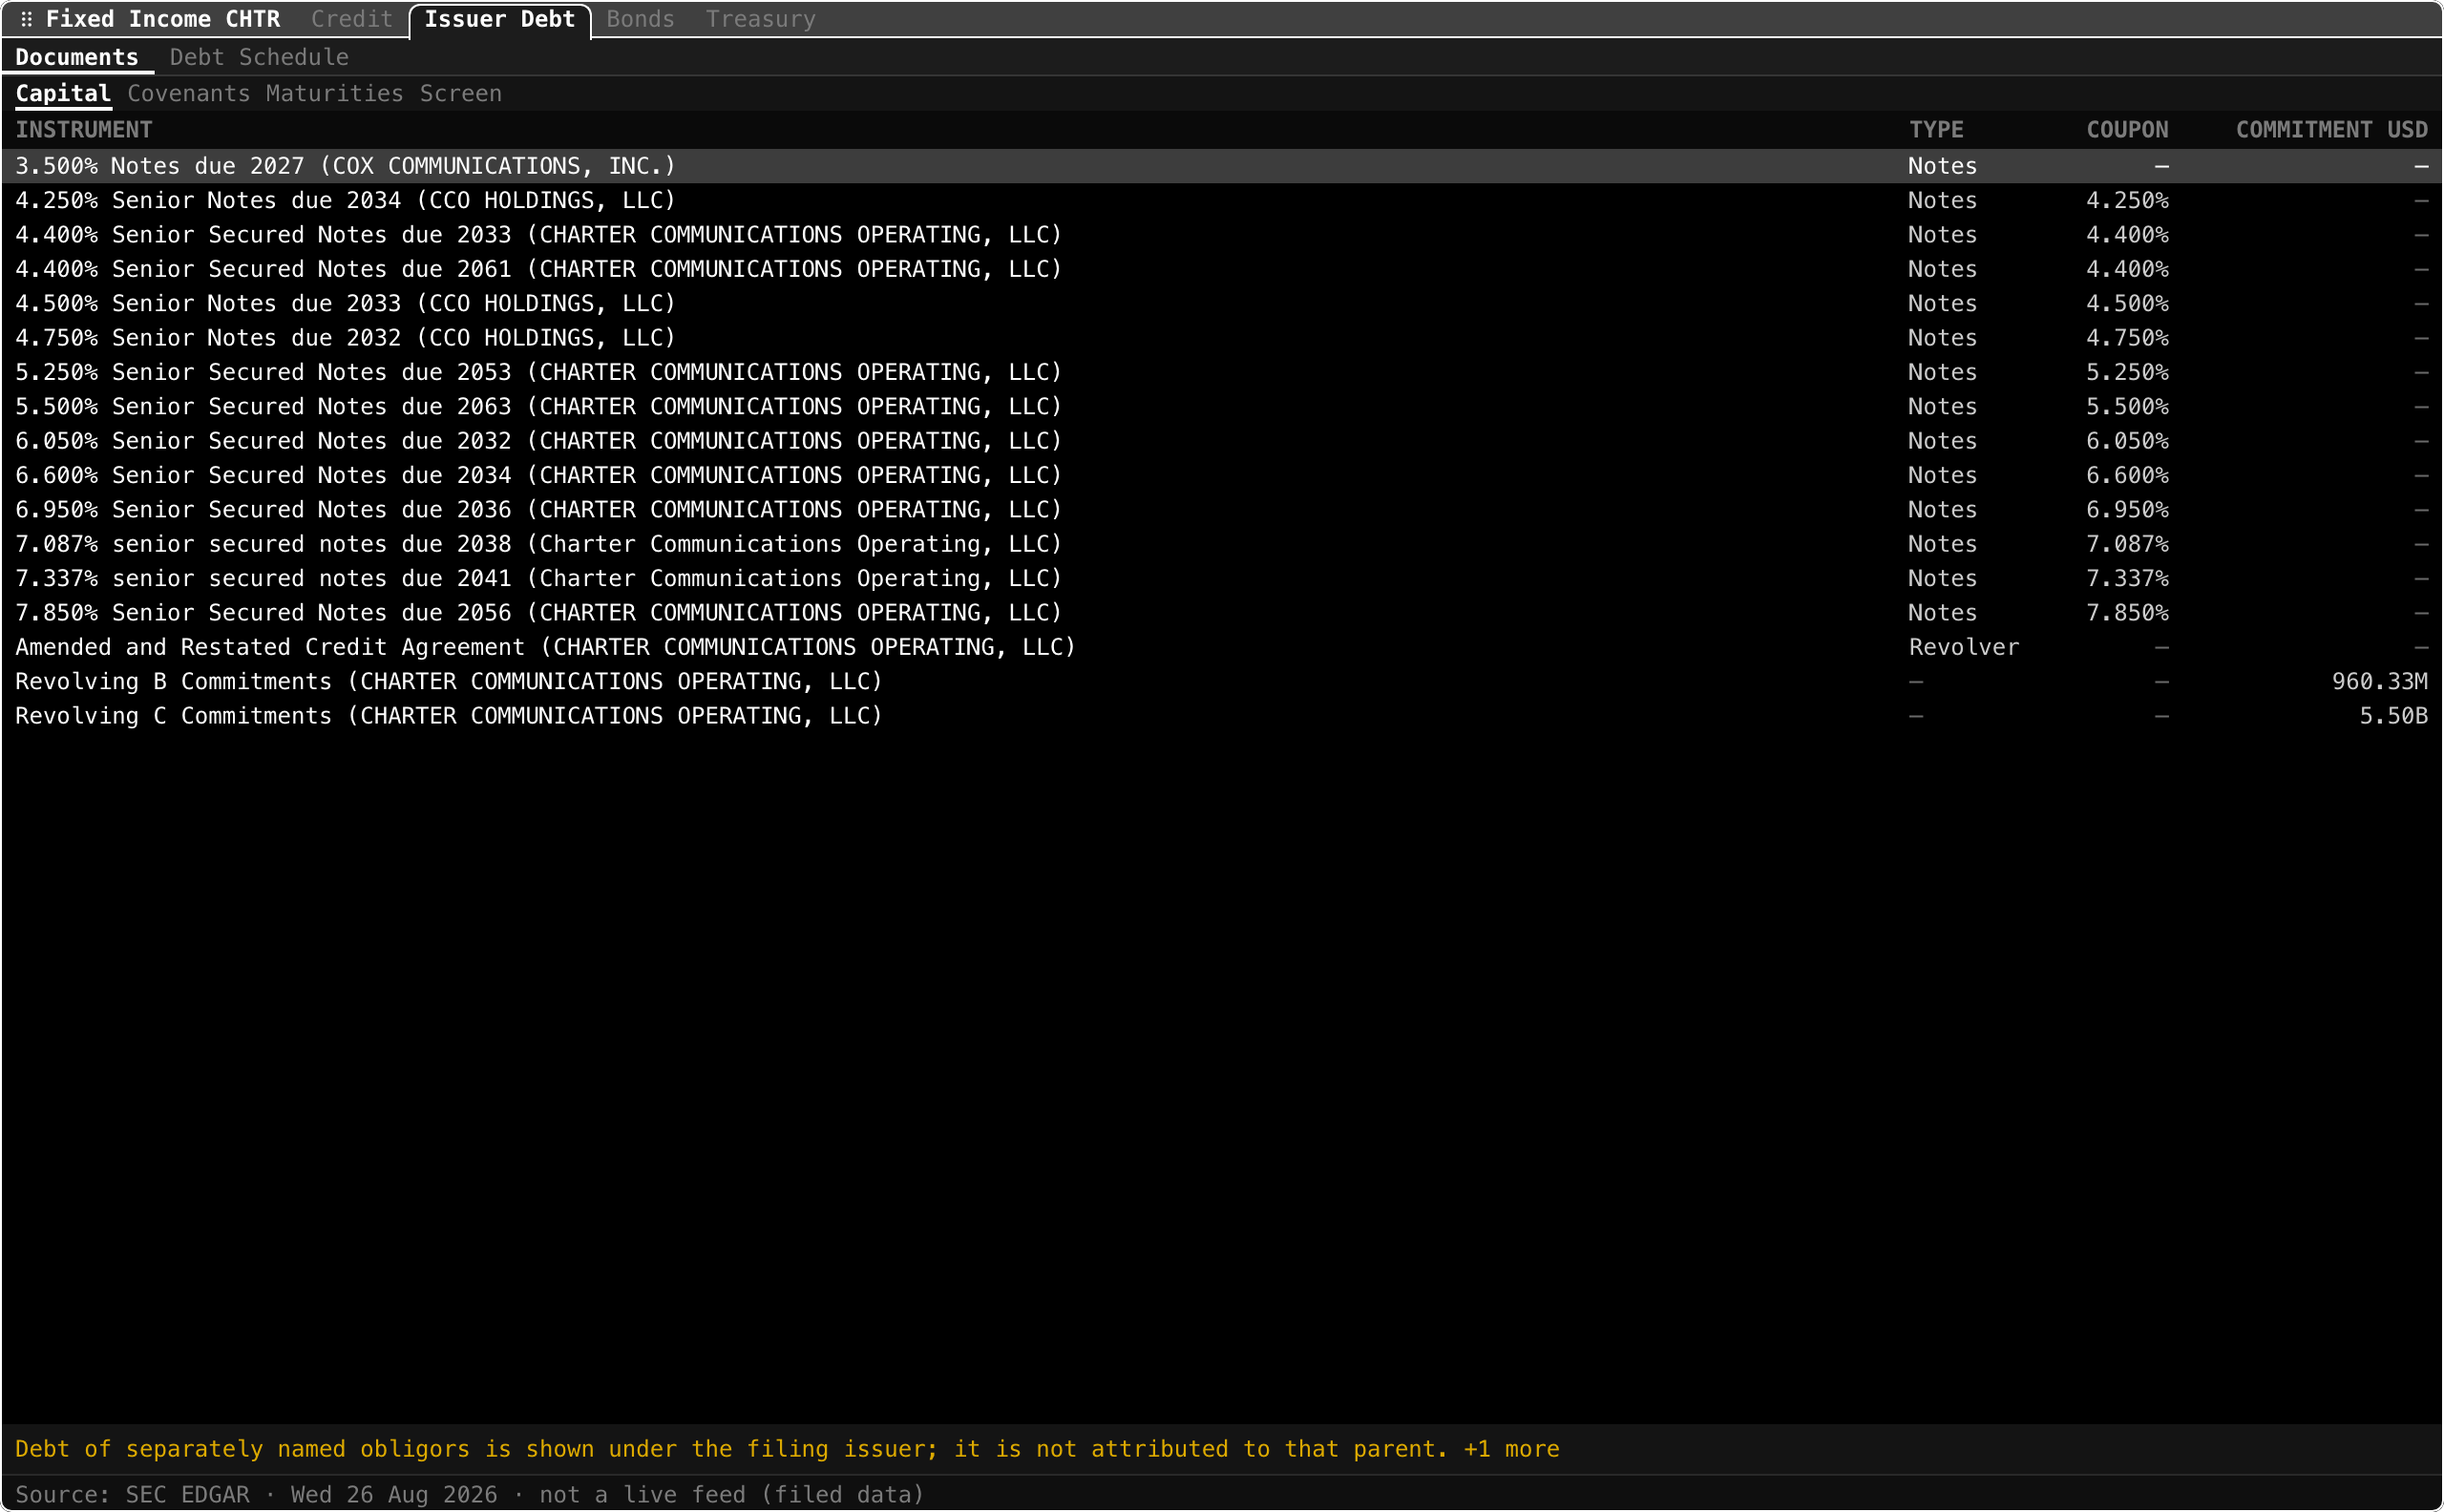 ⠿ Fixed Income CHTR Credit Issuer Debt Bonds Treasury
Documents Debt Schedule
Capital Covenants Maturities Screen
INSTRUMENT TYPE COUPON COMMITMENT USD
3.500% Notes due 2027 (COX COMMUNICATIONS, INC.) Notes — —
4.250% Senior Notes due 2034 (CCO HOLDINGS, LLC) Notes 4.250% —
4.400% Senior Secured Notes due 2033 (CHARTER COMMUNICATIONS OPERATING, LLC) Notes 4.400% —
4.400% Senior Secured Notes due 2061 (CHARTER COMMUNICATIONS OPERATING, LLC) Notes 4.400% —
4.500% Senior Notes due 2033 (CCO HOLDINGS, LLC) Notes 4.500% —
4.750% Senior Notes due 2032 (CCO HOLDINGS, LLC) Notes 4.750% —
5.250% Senior Secured Notes due 2053 (CHARTER COMMUNICATIONS OPERATING, LLC) Notes 5.250% —
5.500% Senior Secured Notes due 2063 (CHARTER COMMUNICATIONS OPERATING, LLC) Notes 5.500% —
6.050% Senior Secured Notes due 2032 (CHARTER COMMUNICATIONS OPERATING, LLC) Notes 6.050% —
6.600% Senior Secured Notes due 2034 (CHARTER COMMUNICATIONS OPERATING, LLC) Notes 6.600% —
6.950% Senior Secured Notes due 2036 (CHARTER COMMUNICATIONS OPERATING, LLC) Notes 6.950% —
7.087% senior secured notes due 2038 (Charter Communications Operating, LLC) Notes 7.087% —
7.337% senior secured notes due 2041 (Charter Communications Operating, LLC) Notes 7.337% —
7.850% Senior Secured Notes due 2056 (CHARTER COMMUNICATIONS OPERATING, LLC) Notes 7.850% —
Amended and Restated Credit Agreement (CHARTER COMMUNICATIONS OPERATING, LLC) Revolver — —
Revolving B Commitments (CHARTER COMMUNICATIONS OPERATING, LLC) — — 960.33M
Revolving C Commitments (CHARTER COMMUNICATIONS OPERATING, LLC) — — 5.50B
Debt of separately named obligors is shown under the filing issuer; it is not attributed to that parent. +1 more
Source: SEC EDGAR · Wed 26 Aug 2026 · not a live feed (filed data)